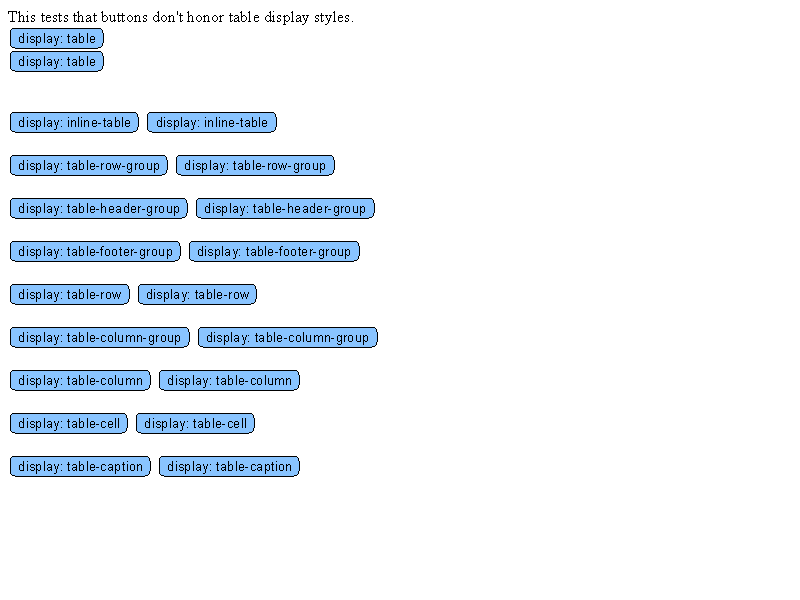 This tests that buttons don't honor table display styles.
display: table
display: table
display: inline-table display: inline-table
display: table-row-group display: table-row-group
display: table-header-group display: table-header-group
display: table-footer-group display: table-footer-group
display: table-row display: table-row
display: table-column-group display: table-column-group
display: table-column display: table-column
display: table-cell display: table-cell
display: table-caption display: table-caption